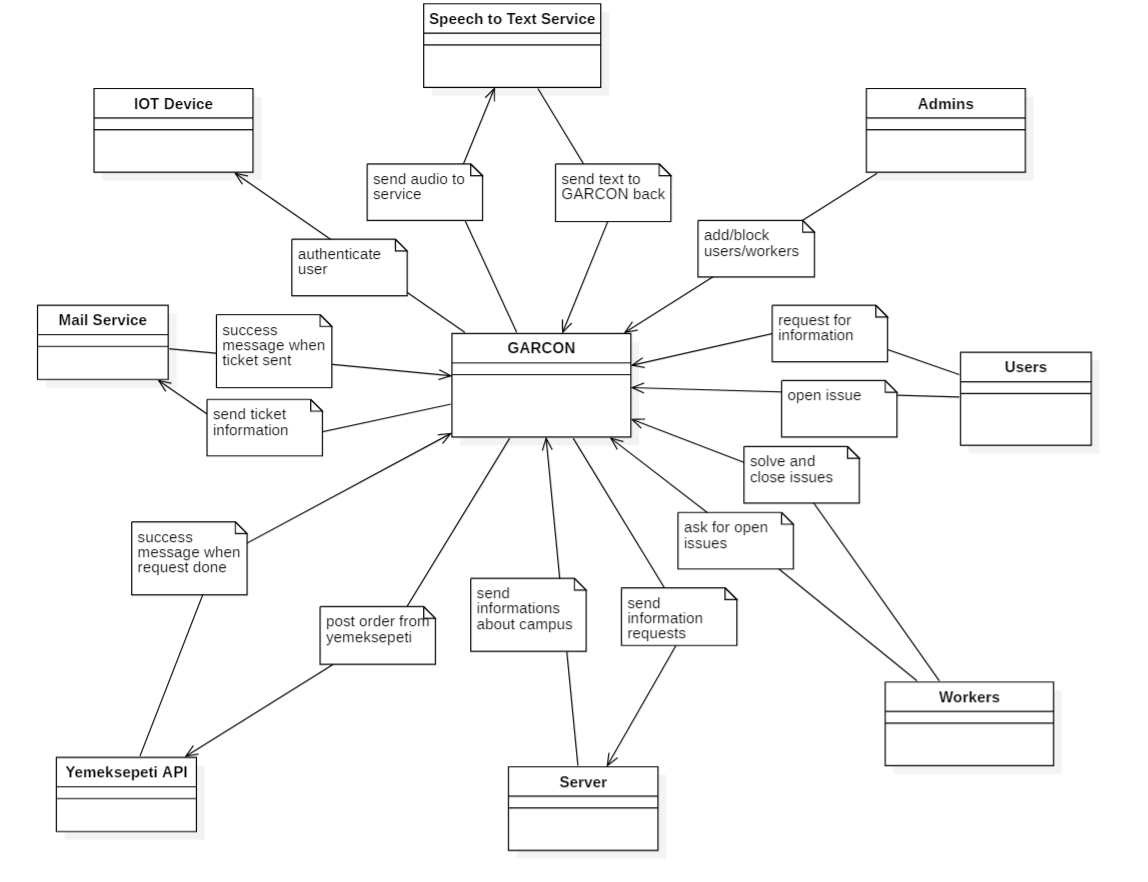 Speech to Text Service
IOT Device
Admins
send audio to
service
send text to
GARCON back
add/block
users/workers
authenticate
user
Mail Service
success
message when
ticket sent
GARCON
request for
information
Users
open issue
send ticket
information
solve and
close issues
ask for open
issues
success
message when
request done
post order from
yemeksepeti
send
informations
about campus
send
information
requests
Workers
Yemeksepeti API
Server